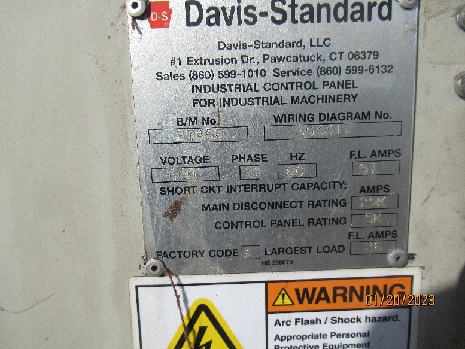 D-S Davis-Standard
Davis-Standard, LLC
#1 Extrusion Dr., Pawcatuck, CT 06379
Sales (860) 599-1010 Service (860) 599-6132
INDUSTRIAL CONTROL PANEL
FOR INDUSTRIAL MACHINERY
B/M No. WIRING DIAGRAM No.
VOLTAGE PHASE HZ F.L. AMPS
60
SHORT CKT INTERRUPT CAPACITY: AMPS
MAIN DISCONNECT RATING
CONTROL PANEL RATING
F.L. AMPS
FACTORY CODE LARGEST LOAD
WARNING
01/20/2023
Arc Flash / Shock hazard.
Appropriate Personal
Protective Equipment